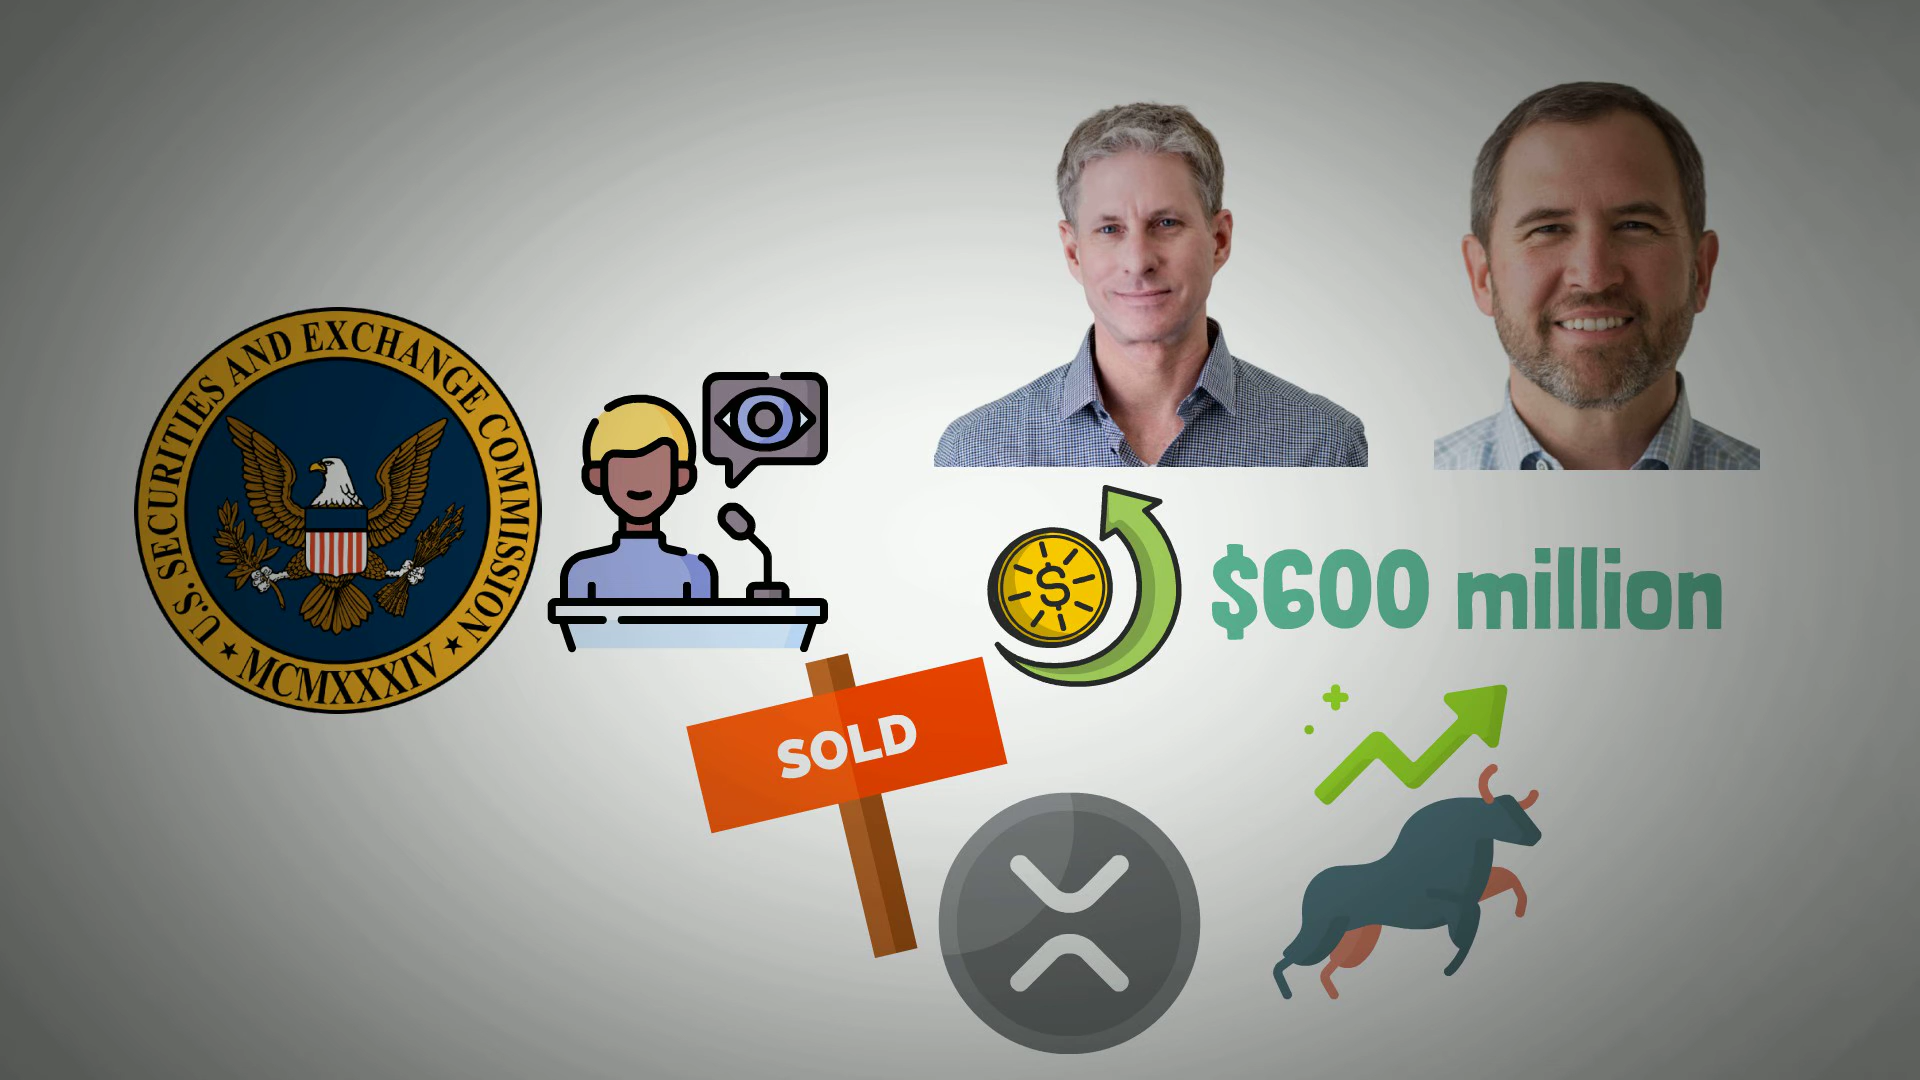 U.S. SECURITIES AND EXCHANGE COMMISSION
MCMXXXIV
$
$600 million
SOLD